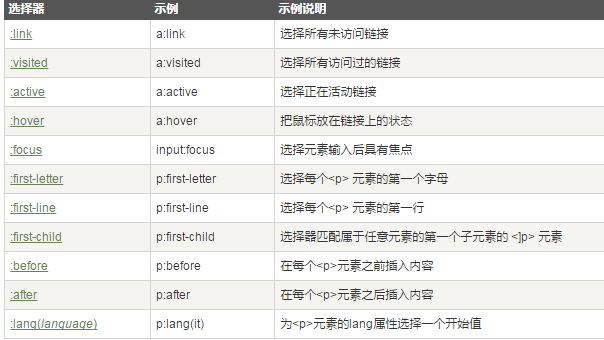 选择器 示例 示例说明
:link a:link 选择所有未访问链接
:visited a:visited 选择所有访问过的链接
:active a:active 选择正在活动链接
:hover a:hover 把鼠标放在链接上的状态
:focus input:focus 选择元素输入后具有焦点
:first-letter p:first-letter 选择每个<p> 元素的第一个字母
:first-line p:first-line 选择每个<p> 元素的第一行
:first-child p:first-child 选择器匹配属于任意元素的第一个子元素的 <]p> 元素
:before p:before 在每个<p>元素之前插入内容
:after p:after 在每个<p>元素之后插入内容
:lang(language) p:lang(it) 为<p>元素的lang属性选择一个开始值